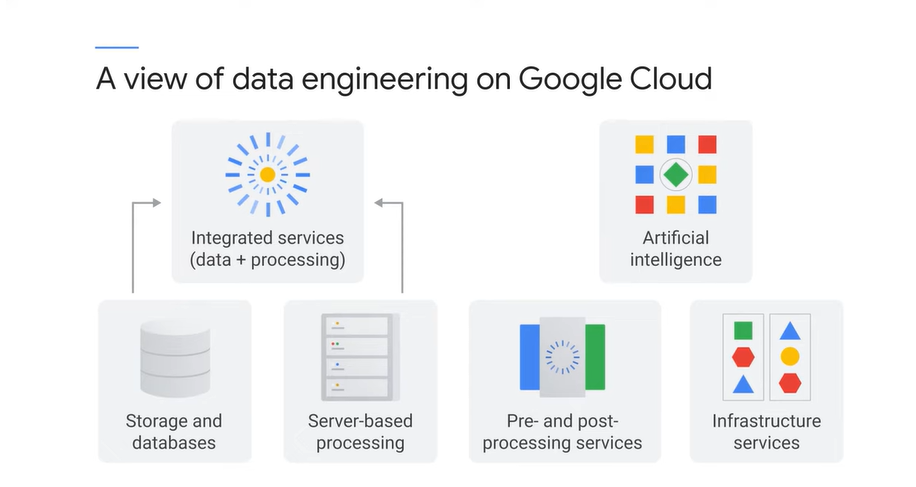 A view of data engineering on Google Cloud
Integrated services
(data + processing)
Artificial
intelligence
Storage and
databases
Server-based
processing
Pre- and post-
processing services
Infrastructure
services